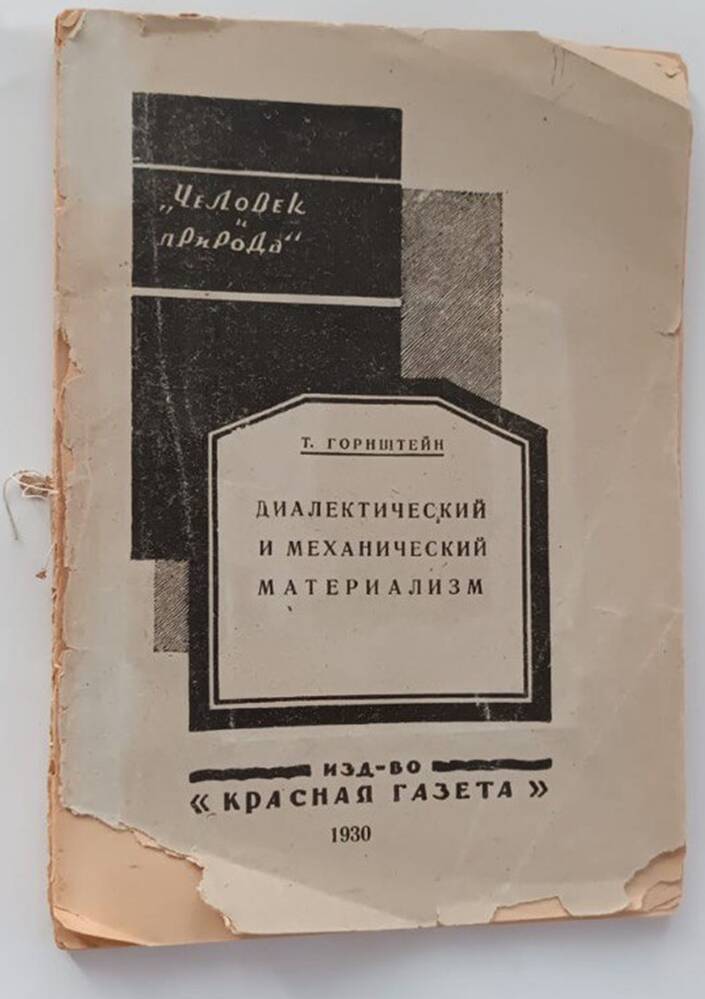 „Человек
и
природа“
Т. ГОРНШТЕЙН
ДИАЛЕКТИЧЕСКИЙ
И МЕХАНИЧЕСКИЙ
МАТЕРИАЛИЗМ
ИЗД-ВО
« КРАСНАЯ ГАЗЕТА »
1930